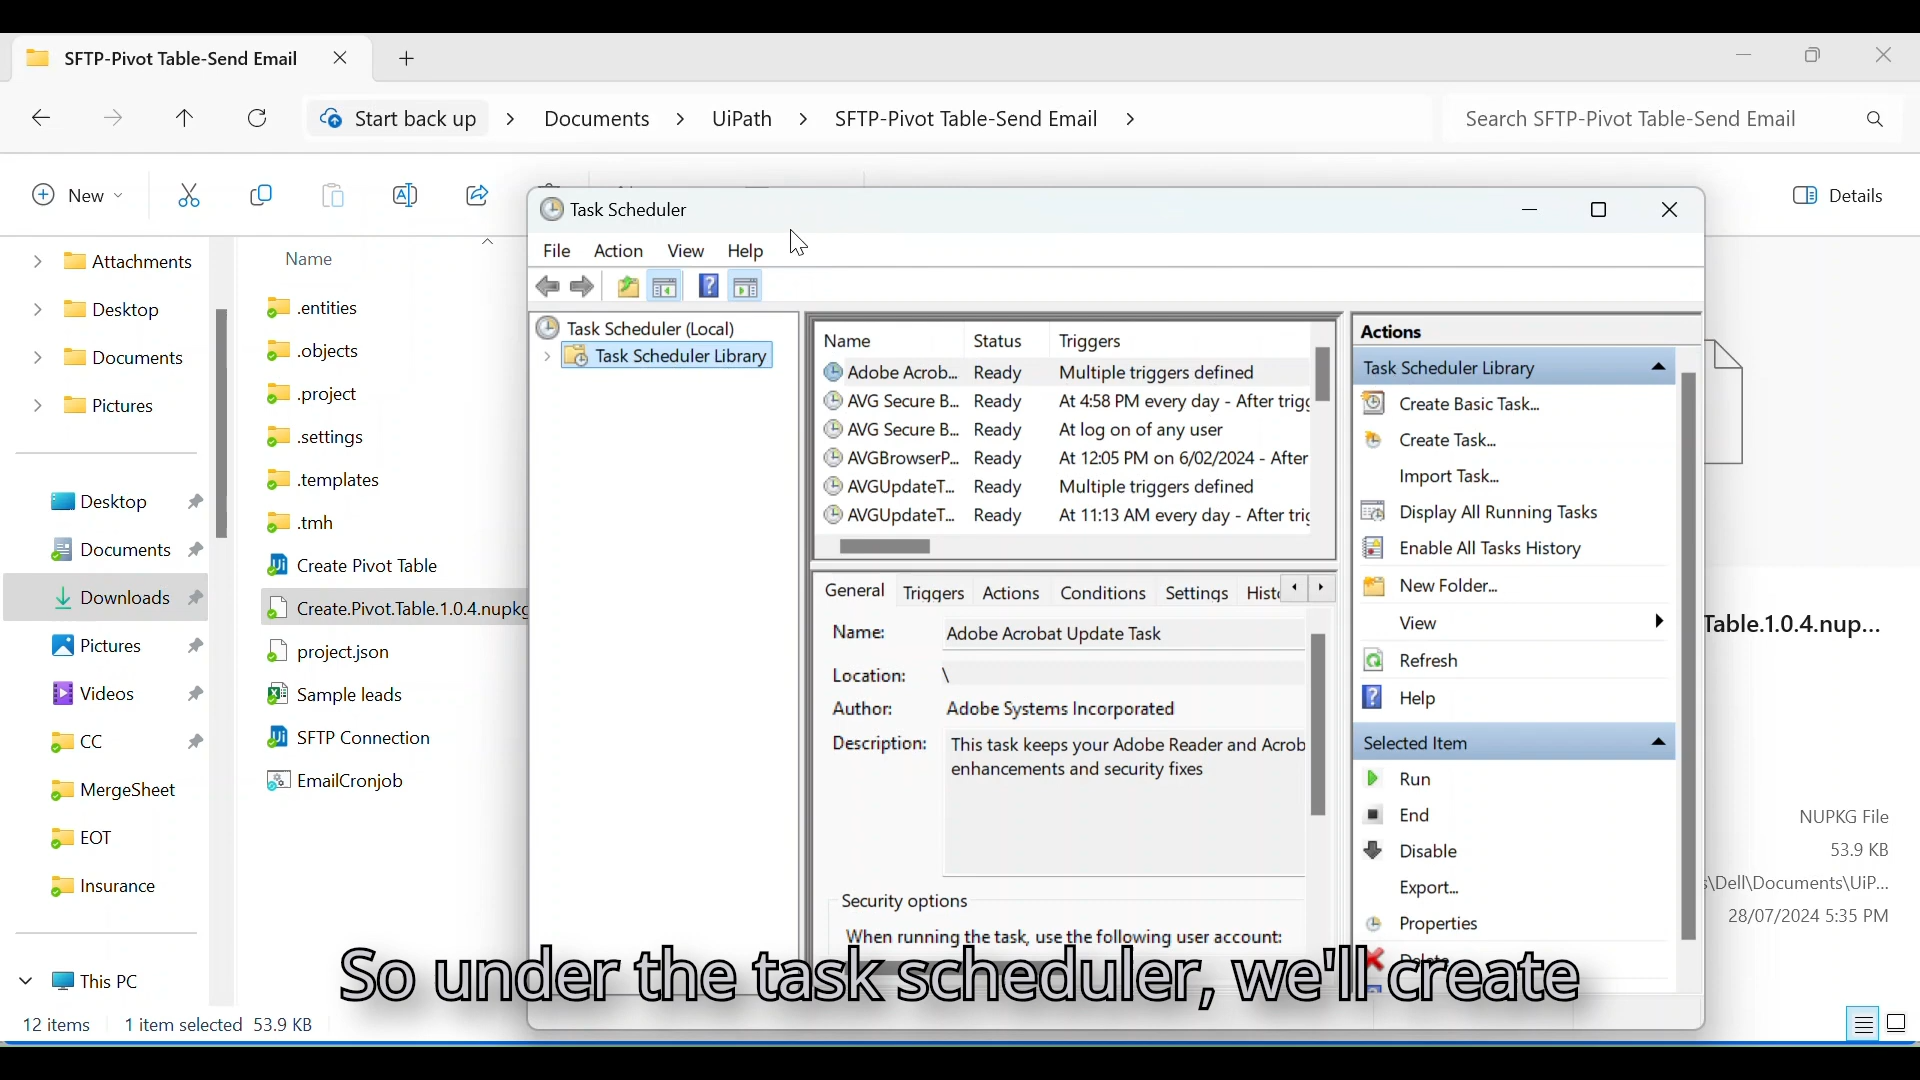 SFTP-Pivot Table-Send Email
Start back up > Documents > UiPath > SFTP-Pivot Table-Send Email >
Search SFTP-Pivot Table-Send Email
New
Details
Attachments
Desktop
Documents
Pictures
Desktop
Documents
Downloads
Pictures
Videos
CC
MergeSheet
EOT
Insurance
This PC
12 items
1 item selected 53.9 KB
Name
.entities
.objects
.project
.settings
.templates
.tmh
Create Pivot Table
Create.Pivot.Table.1.0.4.nupkg
project.json
Sample leads
SFTP Connection
EmailCronjob
Task Scheduler
File Action View Help
Task Scheduler (Local)
Task Scheduler Library
Name Status Triggers
Adobe Acrob... Ready Multiple triggers defined
AVG Secure B... Ready At 4:58 PM every day - After trigg
AVG Secure B... Ready At log on of any user
AVGBrowserP... Ready At 12:05 PM on 6/02/2024 - After
AVGUpdateT... Ready Multiple triggers defined
AVGUpdateT... Ready At 11:13 AM every day - After trig
General Triggers Actions Conditions Settings Histo
Name: Adobe Acrobat Update Task
Location: \
Author: Adobe Systems Incorporated
Description: This task keeps your Adobe Reader and Acrob
enhancements and security fixes
Security options
When running the task, use the following user account:
Actions
Task Scheduler Library
Create Basic Task...
Create Task...
Import Task...
Display All Running Tasks
Enable All Tasks History
New Folder...
View
Refresh
Help
Selected Item
Run
End
Disable
Export...
Properties
Delete
Table.1.0.4.nup...
NUPKG File
53.9 KB
\Dell\Documents\UiP...
28/07/2024 5:35 PM
So under the task scheduler, we'll create